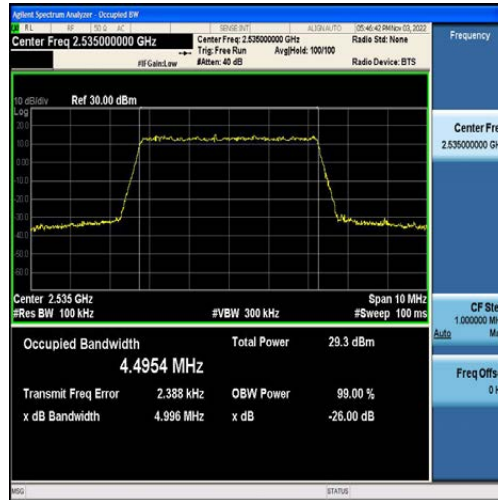 Agilent Spectrum Analyzer - Occupied BW
RL RF 50 Ω AC SENSE:INT ALIGN AUTO 05:46:42 PM Nov 03, 2022
Center Freq 2.535000000 GHz
Center Freq: 2.535000000 GHz
Radio Std: None
Trig: Free Run Avg|Hold: 100/100
#IFGain:Low #Atten: 40 dB Radio Device: BTS
Frequency
10 dB/div Ref 30.00 dBm
Log
20.0
10.0
0.00
-10.0
-20.0
-30.0
-40.0
-50.0
-60.0
Center Fre
2.535000000 GH
Center 2.535 GHz Span 10 MHz
#Res BW 100 kHz #VBW 300 kHz #Sweep 100 ms
CF Ste
1.000000 MH
Auto Ma
Occupied Bandwidth Total Power 29.3 dBm
4.4954 MHz
Transmit Freq Error 2.388 kHz OBW Power 99.00 %
x dB Bandwidth 4.996 MHz x dB -26.00 dB
Freq Offs
0 H
MSG STATUS